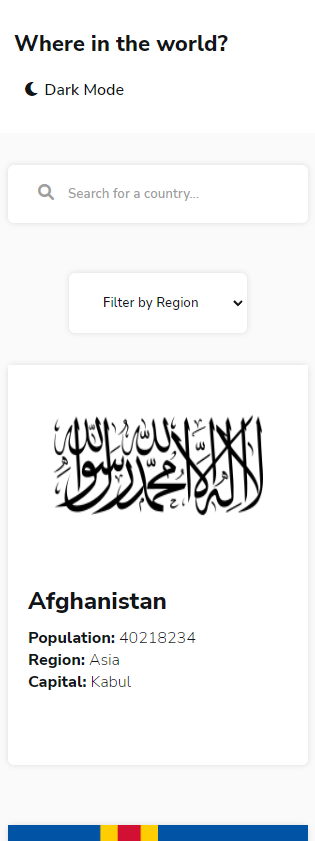 Where in the world?
Dark Mode
Search for a country...
Filter by Region
لا إله إلا الله محمد رسول الله
Afghanistan
Population: 40218234
Region: Asia
Capital: Kabul